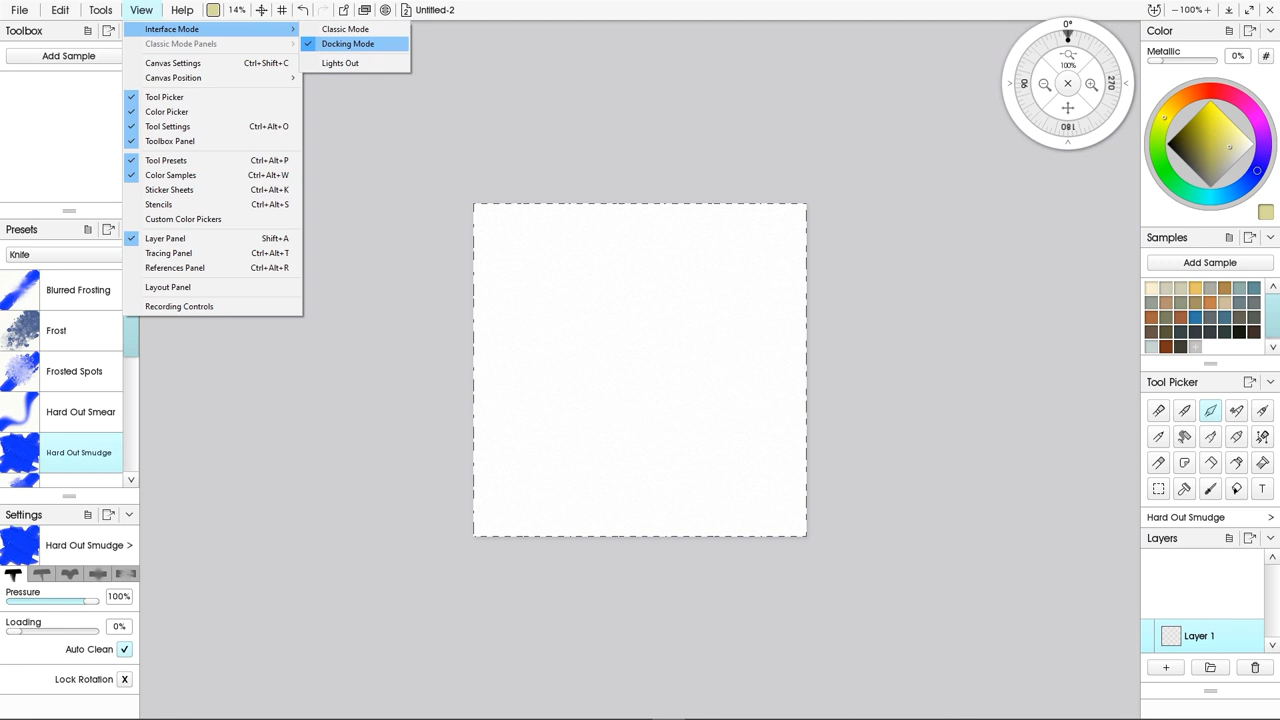 File Edit Tools View Help 14% Untitled-2 −100%+
Toolbox
Add Sample
Interface Mode
Classic Mode Panels
Canvas Settings Ctrl+Shift+C
Canvas Position
Tool Picker
Color Picker
Tool Settings Ctrl+Alt+O
Toolbox Panel
Tool Presets Ctrl+Alt+P
Color Samples Ctrl+Alt+W
Sticker Sheets Ctrl+Alt+K
Stencils Ctrl+Alt+S
Custom Color Pickers
Layer Panel Shift+A
Tracing Panel Ctrl+Alt+T
References Panel Ctrl+Alt+R
Layout Panel
Recording Controls
Classic Mode
Docking Mode
Lights Out
Presets
Knife
Blurred Frosting
Frost
Frosted Spots
Hard Out Smear
Hard Out Smudge
Settings
Hard Out Smudge >
Pressure
100%
Loading
0%
Auto Clean
Lock Rotation X
0°
100%
90
270
180
Color
Metallic
0% #
Samples
Add Sample
Tool Picker
T
Hard Out Smudge >
Layers
Layer 1